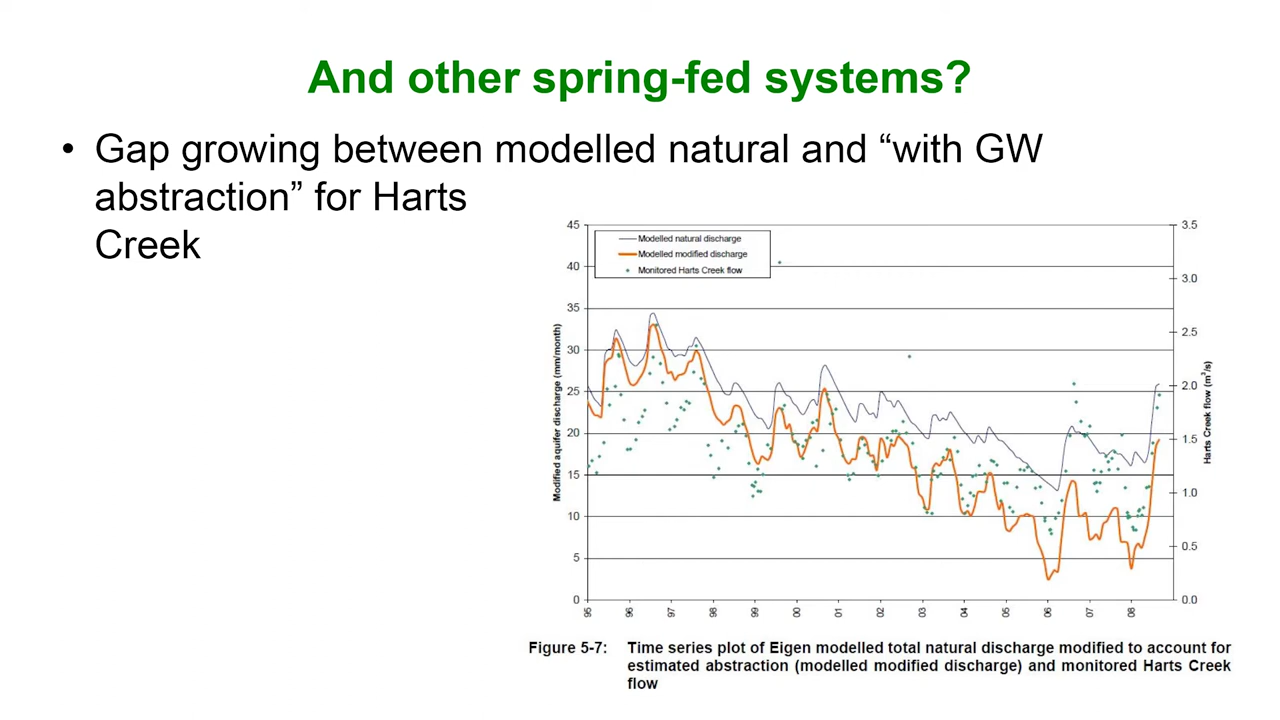 And other spring-fed systems?
• Gap growing between modelled natural and “with GW
abstraction” for Harts
Creek
45
40
35
30
25
20
15
10
5
0
Modified aquifer discharge (mm/month)
Modelled natural discharge
Modelled modified discharge
Monitored Harts Creek flow
3.5
3.0
2.5
2.0
1.5
1.0
0.5
0.0
Harts Creek flow (m³/s)
95 96 97 98 99 00 01 02 03 04 05 06 07 08
Figure 5-7: Time series plot of Eigen modelled total natural discharge modified to account for
estimated abstraction (modelled modified discharge) and monitored Harts Creek
flow